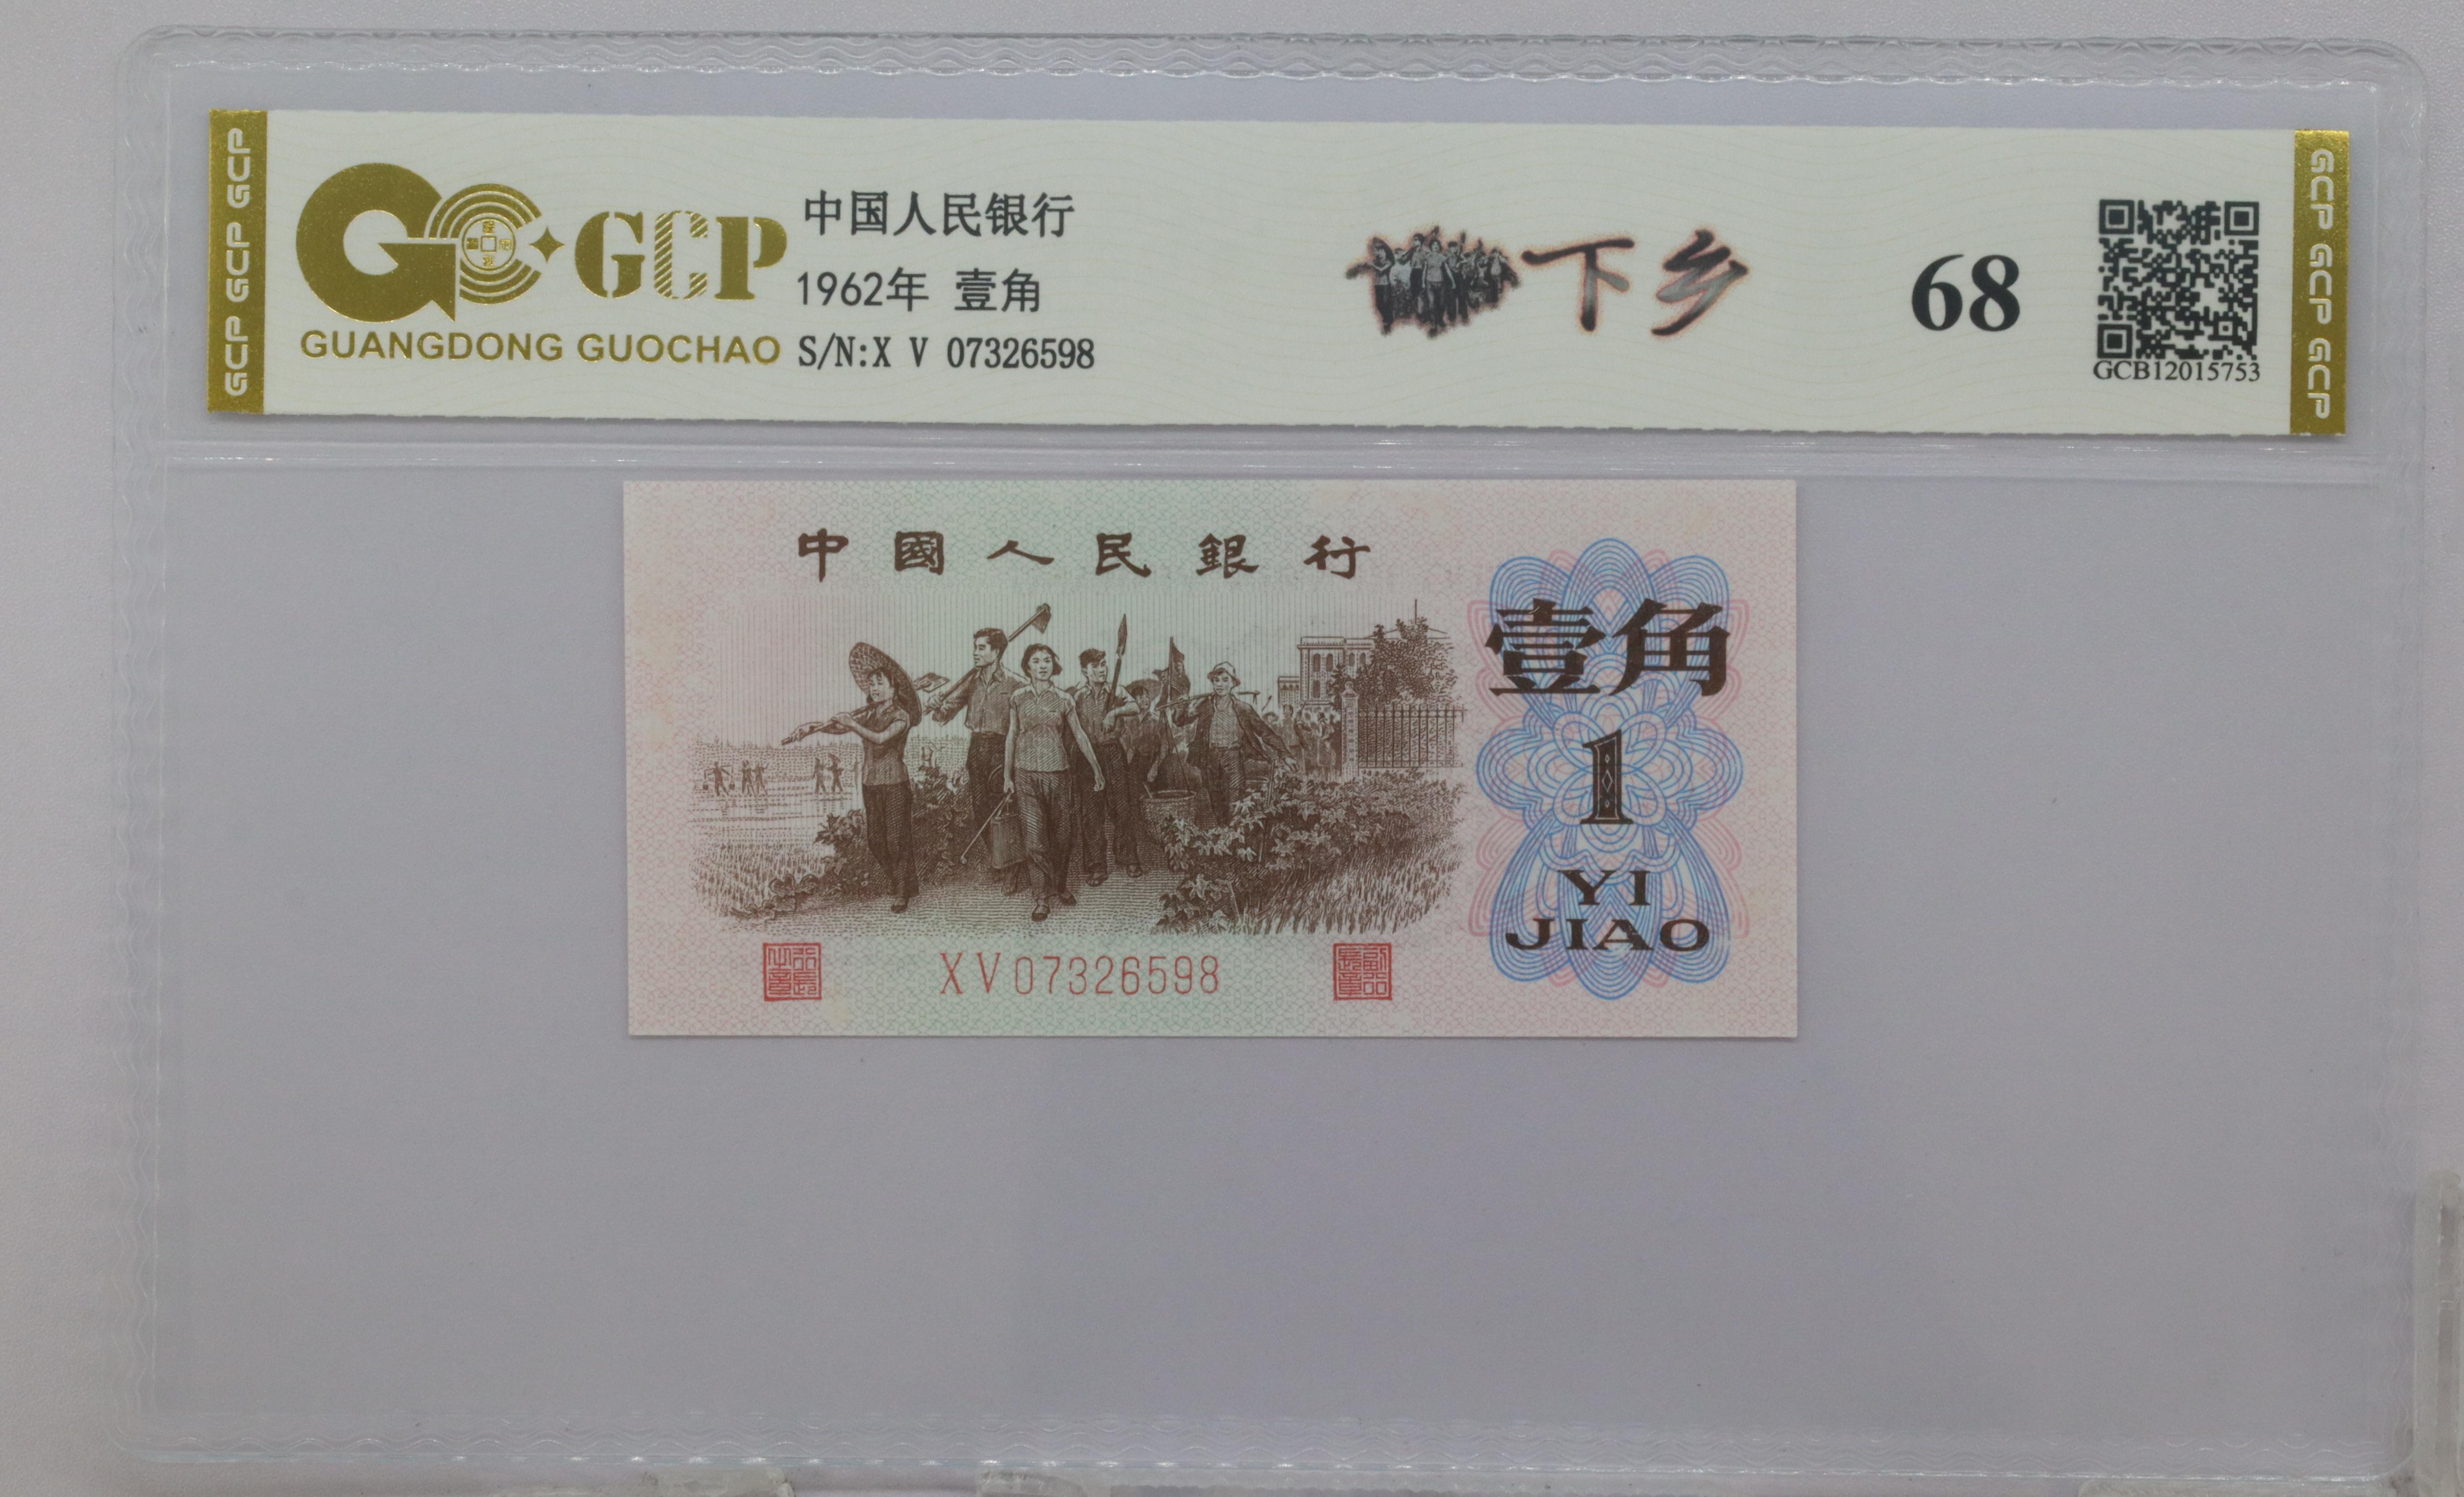 GCP GCP GCP
GCP
GUANGDONG GUOCHAO
中国人民银行
1962年 壹角
S/N:X V 07326598
下乡
68
GCB12015753
GCP GCP GCP
中國人民銀行
壹角
1
YI
JIAO
XV07326598